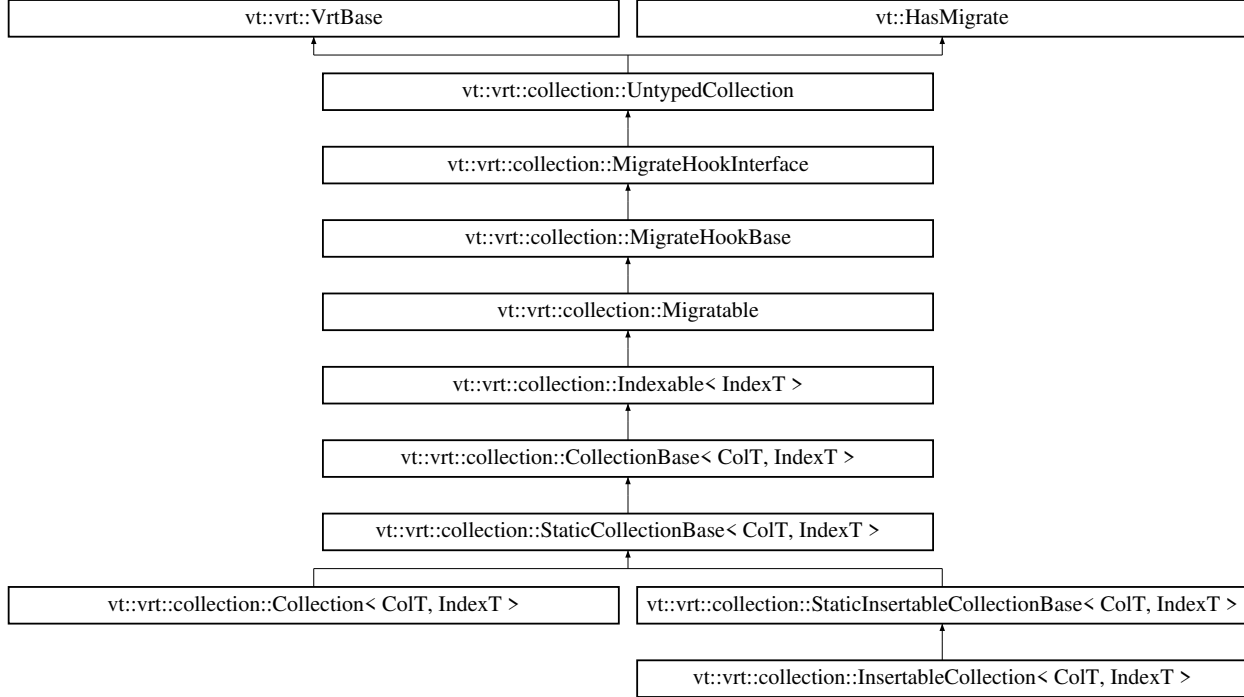 vt::vrt::VrtBase
vt::HasMigrate
vt::vrt::collection::UntypedCollection
vt::vrt::collection::MigrateHookInterface
vt::vrt::collection::MigrateHookBase
vt::vrt::collection::Migratable
vt::vrt::collection::Indexable< IndexT >
vt::vrt::collection::CollectionBase< ColT, IndexT >
vt::vrt::collection::StaticCollectionBase< ColT, IndexT >
vt::vrt::collection::Collection< ColT, IndexT >
vt::vrt::collection::StaticInsertableCollectionBase< ColT, IndexT >
vt::vrt::collection::InsertableCollection< ColT, IndexT >